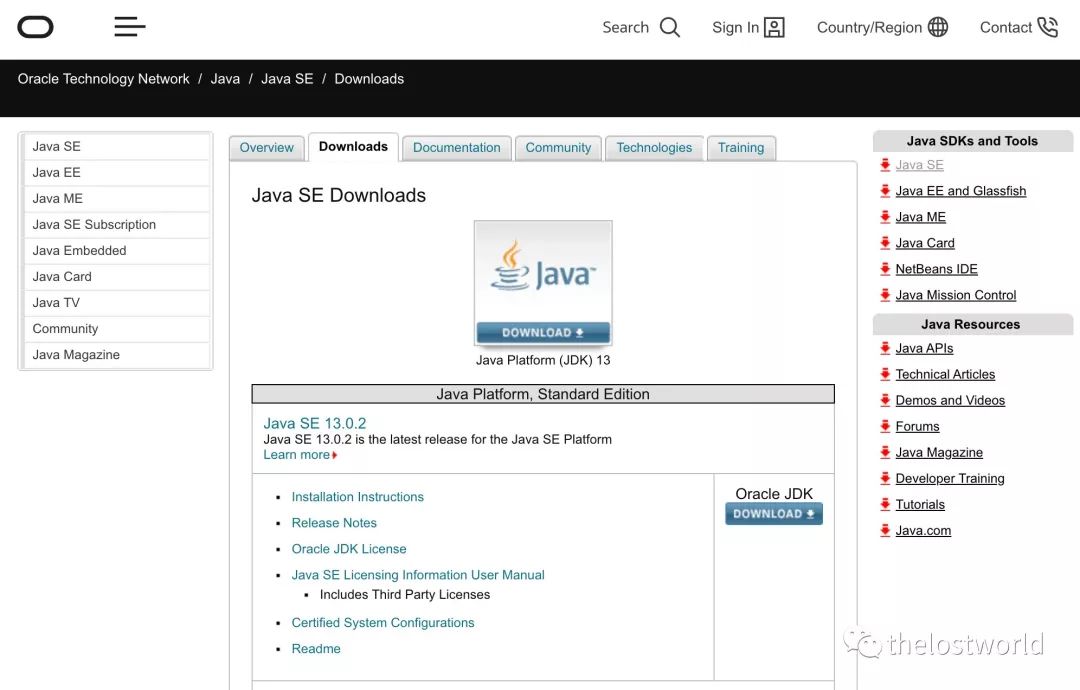 Search
Sign In
Country/Region
Contact
Oracle Technology Network / Java / Java SE / Downloads
Java SE
Java EE
Java ME
Java SE Subscription
Java Embedded
Java Card
Java TV
Community
Java Magazine
Overview
Downloads
Documentation
Community
Technologies
Training
Java SE Downloads
Java™
DOWNLOAD
Java Platform (JDK) 13
Java Platform, Standard Edition
Java SE 13.0.2
Java SE 13.0.2 is the latest release for the Java SE Platform
Learn more
Installation Instructions
Release Notes
Oracle JDK License
Java SE Licensing Information User Manual
Includes Third Party Licenses
Certified System Configurations
Readme
Oracle JDK
DOWNLOAD
Java SDKs and Tools
Java SE
Java EE and Glassfish
Java ME
Java Card
NetBeans IDE
Java Mission Control
Java Resources
Java APIs
Technical Articles
Demos and Videos
Forums
Java Magazine
Developer Training
Tutorials
Java.com
thelostworld